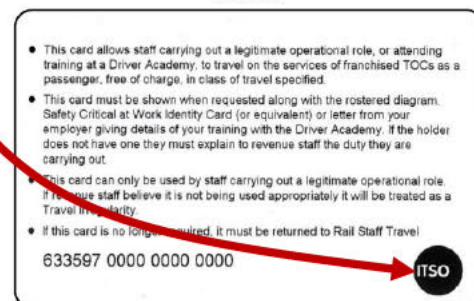 • This card allows staff carrying out a legitimate operational role, or attending
training at a Driver Academy, to travel on the services of franchised TOCs as a
passenger, free of charge, in class of travel specified.
• This card must be shown when requested along with the rostered diagram.
Safety Critical at Work Identity Card (or equivalent) or letter from your
employer giving details of your training with the Driver Academy. If the holder
does not have one they must explain to revenue staff the duty they are
carrying out.
• This card can only be used by staff carrying out a legitimate operational role.
If revenue staff believe it is not being used appropriately it will be treated as a
Travel Irregularity.
• If this card is no longer required, it must be returned to Rail Staff Travel
633597 0000 0000 0000
ITSO